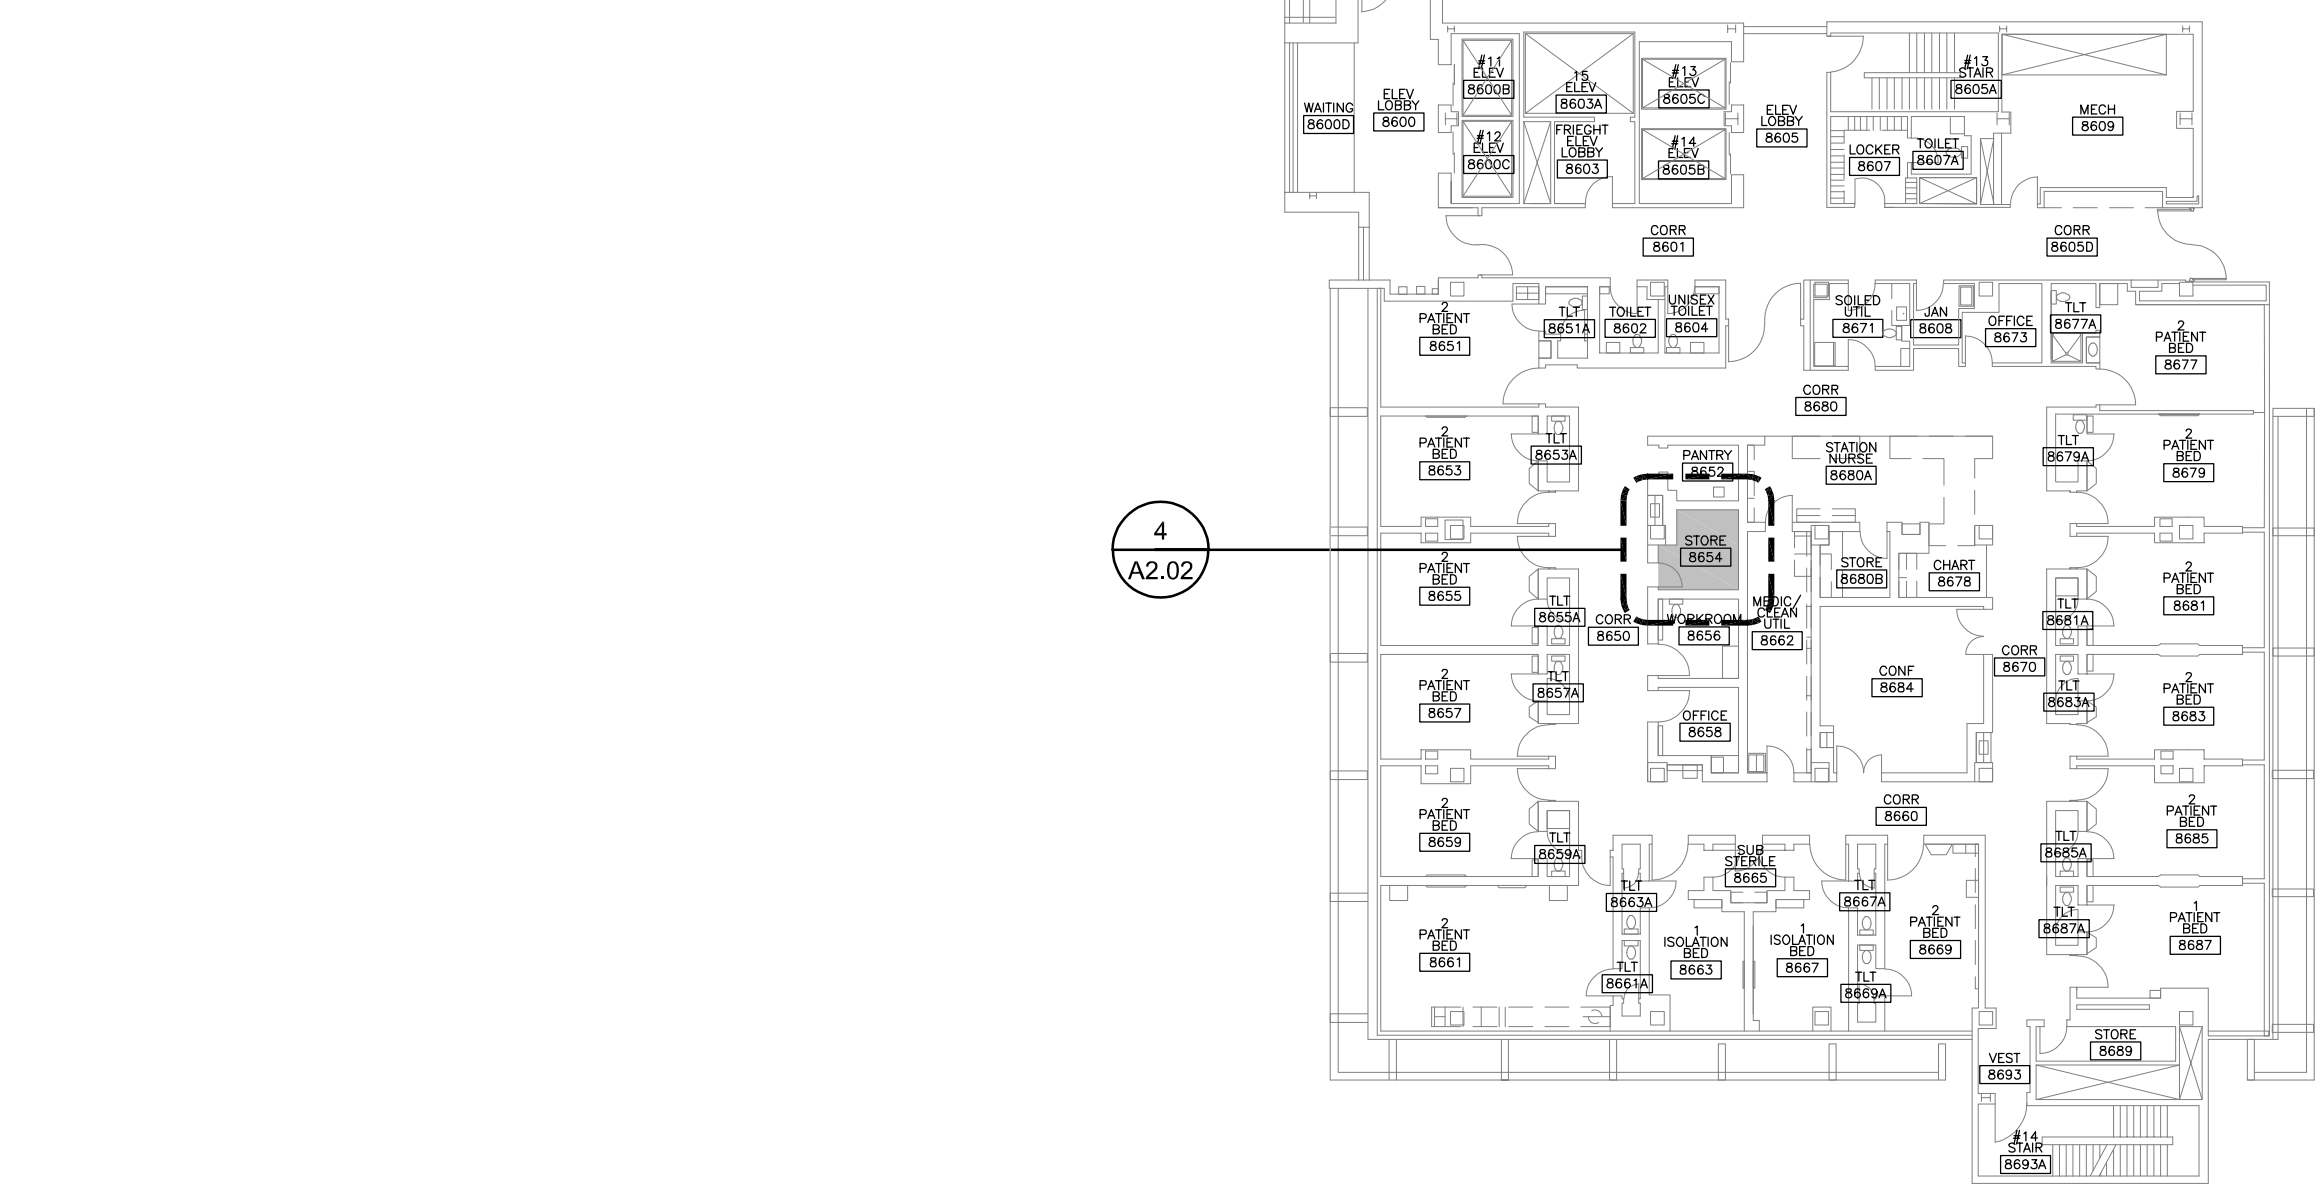 #11
ELEV
8600B
15
ELEV
8603A
#13
ELEV
8605C
#13
STAIR
8605A
WAITING
8600D
ELEV
LOBBY
8600
ELEV
LOBBY
8605
MECH
8609
#12
ELEV
8600C
FRIEGHT
ELEV
LOBBY
8603
#14
ELEV
8605B
LOCKER
8607
TOILET
8607A
CORR
8601
CORR
8605D
2
PATIENT
BED
8651
TLT
8651A
TOILET
8602
UNISEX
TOILET
8604
SOILED
UTIL
8671
JAN
8608
OFFICE
8673
TLT
8677A
2
PATIENT
BED
8677
CORR
8680
2
PATIENT
BED
8653
TLT
8653A
PANTRY
8652
STATION
NURSE
8680A
TLT
8679A
2
PATIENT
BED
8679
4
A2.02
STORE
8654
2
PATIENT
BED
8655
TLT
8655A
STORE
8680B
CHART
8678
2
PATIENT
BED
8681
TLT
8681A
CORR
8650
WORKROOM
8656
MEDIC/
CLEAN
UTIL
8662
CORR
8670
2
PATIENT
BED
8657
TLT
8657A
CONF
8684
TLT
8683A
2
PATIENT
BED
8683
OFFICE
8658
2
PATIENT
BED
8659
TLT
8659A
CORR
8660
TLT
8685A
2
PATIENT
BED
8685
SUB
STERILE
8665
TLT
8663A
TLT
8667A
2
PATIENT
BED
8661
TLT
8661A
1
ISOLATION
BED
8663
1
ISOLATION
BED
8667
TLT
8669A
2
PATIENT
BED
8669
TLT
8687A
1
PATIENT
BED
8687
STORE
8689
VEST
8693
#14
STAIR
8693A